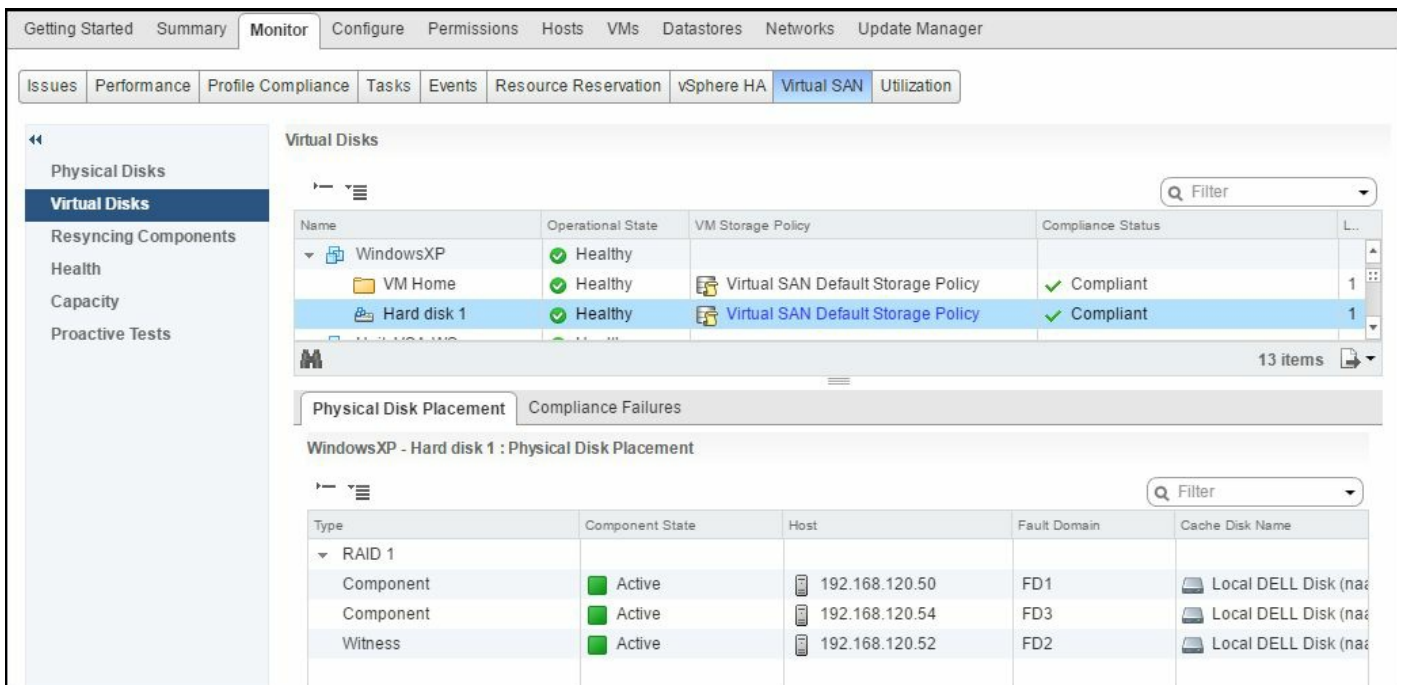 Getting Started Summary Monitor Configure Permissions Hosts VMs Datastores Networks Update Manager
Issues Performance Profile Compliance Tasks Events Resource Reservation vSphere HA Virtual SAN Utilization
Virtual Disks
Physical Disks
Virtual Disks
Resyncing Components
Health
Capacity
Proactive Tests
Filter
Name Operational State VM Storage Policy Compliance Status L..
WindowsXP Healthy
VM Home Healthy Virtual SAN Default Storage Policy Compliant 1
Hard disk 1 Healthy Virtual SAN Default Storage Policy Compliant 1
13 items
Physical Disk Placement Compliance Failures
WindowsXP - Hard disk 1 : Physical Disk Placement
Filter
Type Component State Host Fault Domain Cache Disk Name
RAID 1
Component Active 192.168.120.50 FD1 Local DELL Disk (naa
Component Active 192.168.120.54 FD3 Local DELL Disk (naa
Witness Active 192.168.120.52 FD2 Local DELL Disk (naa